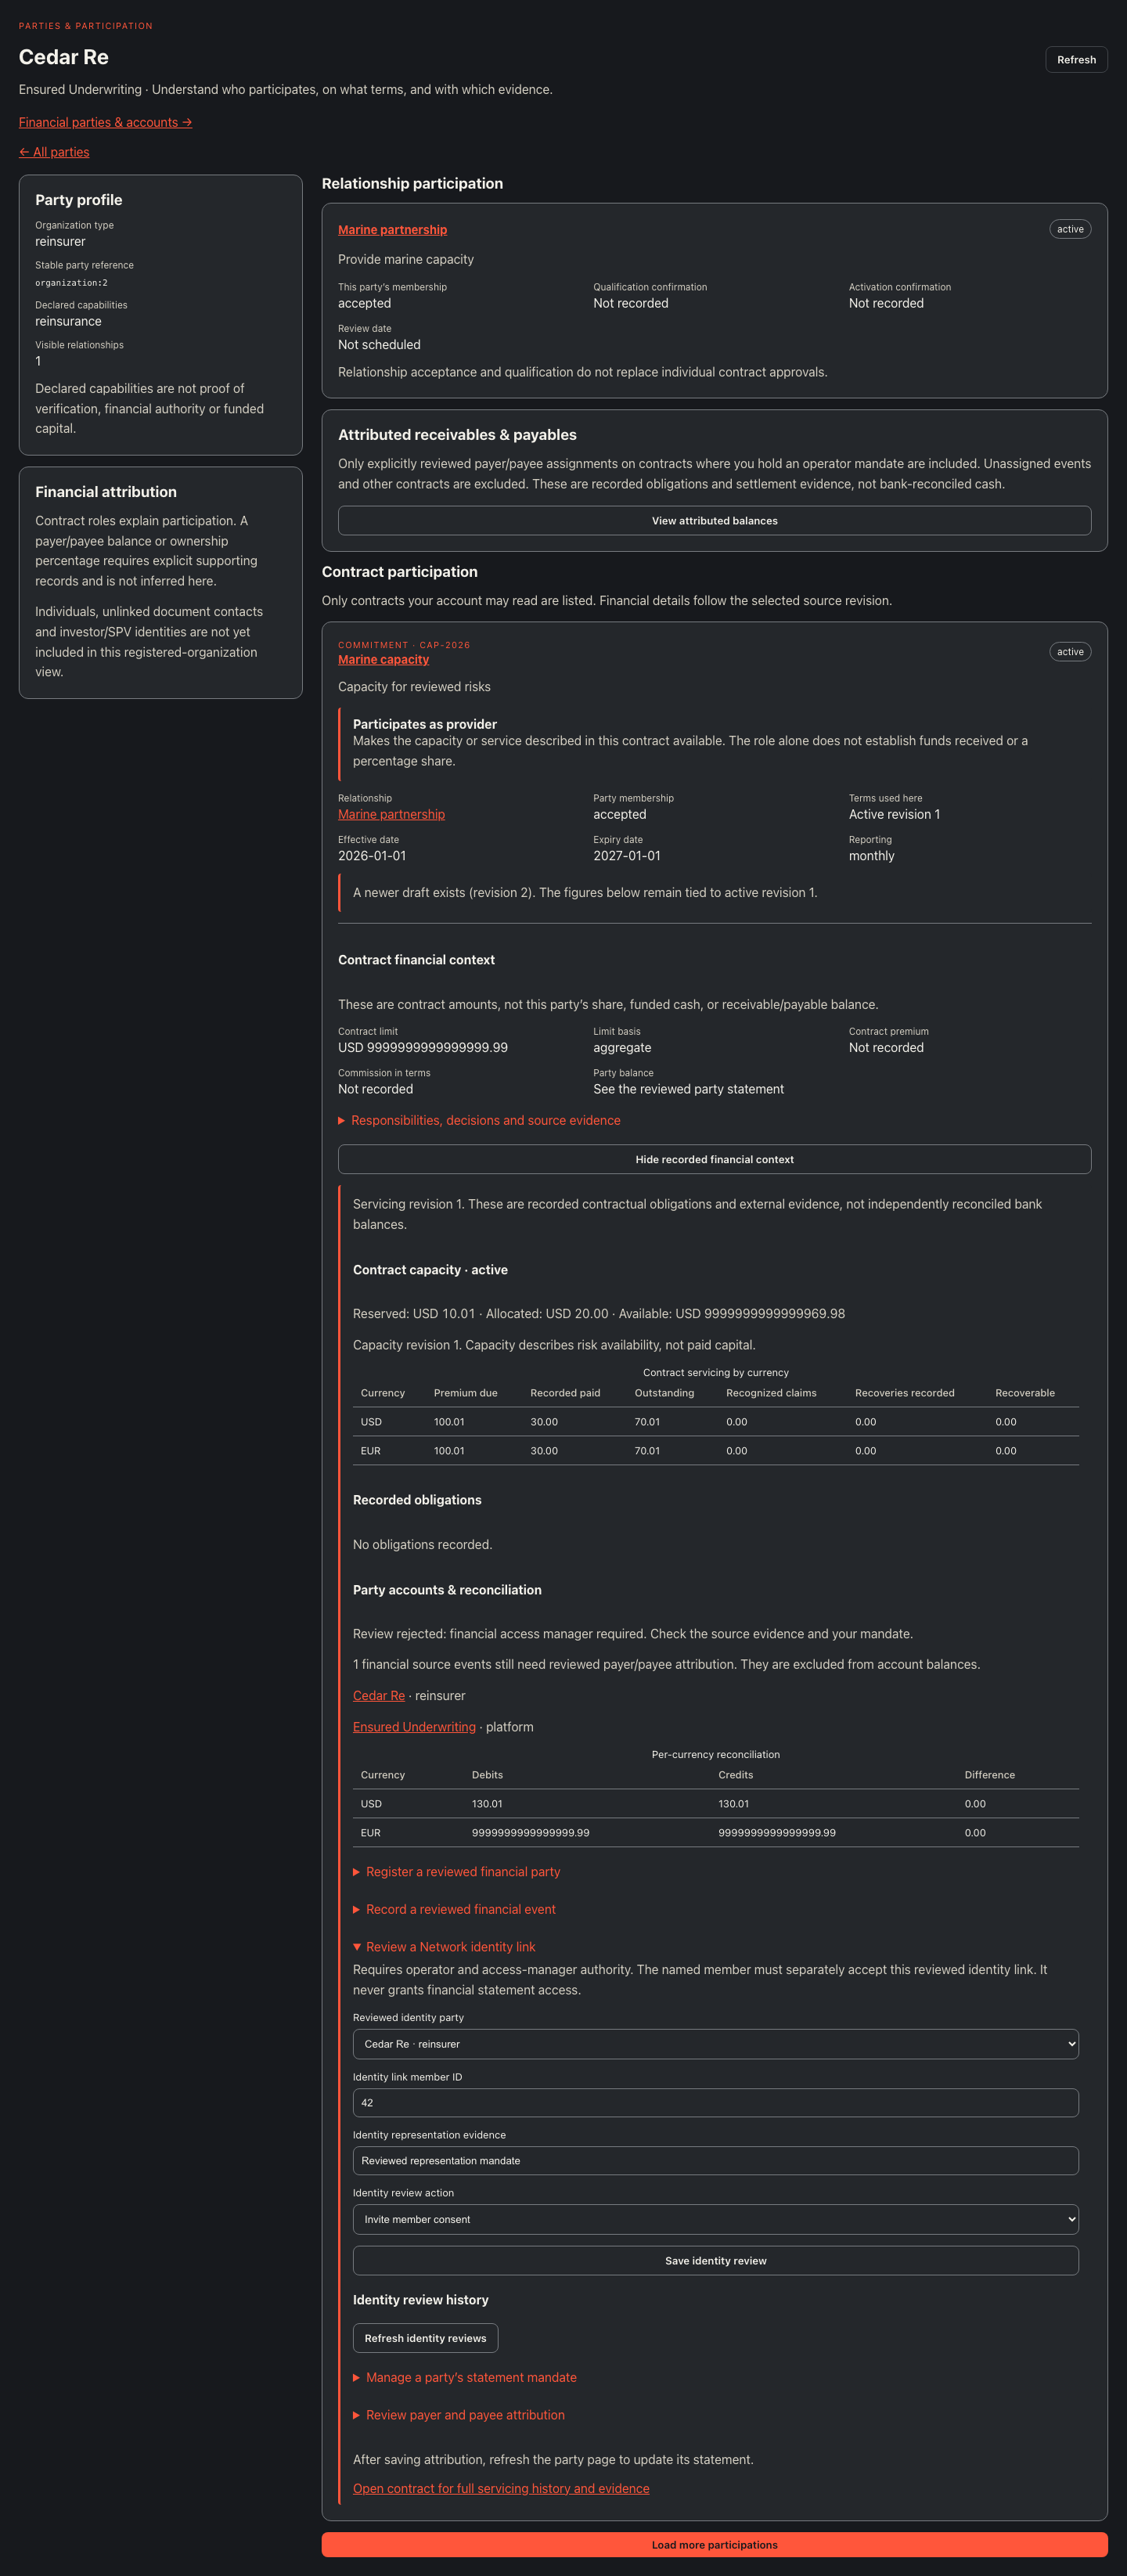 PARTIES & PARTICIPATION
Cedar Re
Refresh
Ensured Underwriting · Understand who participates, on what terms, and with which evidence.
Financial parties & accounts →
← All parties
Party profile
Organization type
reinsurer
Stable party reference
organization:2
Declared capabilities
reinsurance
Visible relationships
1
Declared capabilities are not proof of
verification, financial authority or funded
capital.
Financial attribution
Contract roles explain participation. A
payer/payee balance or ownership
percentage requires explicit supporting
records and is not inferred here.
Individuals, unlinked document contacts
and investor/SPV identities are not yet
included in this registered-organization
view.
Relationship participation
Marine partnership
active
Provide marine capacity
This party's membership Qualification confirmation Activation confirmation
accepted Not recorded Not recorded
Review date
Not scheduled
Relationship acceptance and qualification do not replace individual contract approvals.
Attributed receivables & payables
Only explicitly reviewed payer/payee assignments on contracts where you hold an operator mandate are included. Unassigned events
and other contracts are excluded. These are recorded obligations and settlement evidence, not bank-reconciled cash.
View attributed balances
Contract participation
Only contracts your account may read are listed. Financial details follow the selected source revision.
COMMITMENT · CAP-2026
Marine capacity
active
Capacity for reviewed risks
Participates as provider
Makes the capacity or service described in this contract available. The role alone does not establish funds received or a
percentage share.
Relationship Party membership Terms used here
Marine partnership accepted Active revision 1
Effective date Expiry date Reporting
2026-01-01 2027-01-01 monthly
A newer draft exists (revision 2). The figures below remain tied to active revision 1.
Contract financial context
These are contract amounts, not this party's share, funded cash, or receivable/payable balance.
Contract limit Limit basis Contract premium
USD 9999999999999999.99 aggregate Not recorded
Commission in terms Party balance
Not recorded See the reviewed party statement
▶ Responsibilities, decisions and source evidence
Hide recorded financial context
Servicing revision 1. These are recorded contractual obligations and external evidence, not independently reconciled bank
balances.
Contract capacity · active
Reserved: USD 10.01 · Allocated: USD 20.00 · Available: USD 9999999999999969.98
Capacity revision 1. Capacity describes risk availability, not paid capital.
Contract servicing by currency
Currency Premium due Recorded paid Outstanding Recognized claims Recoveries recorded Recoverable
USD 100.01 30.00 70.01 0.00 0.00 0.00
EUR 100.01 30.00 70.01 0.00 0.00 0.00
Recorded obligations
No obligations recorded.
Party accounts & reconciliation
Review rejected: financial access manager required. Check the source evidence and your mandate.
1 financial source events still need reviewed payer/payee attribution. They are excluded from account balances.
Cedar Re · reinsurer
Ensured Underwriting · platform
Per-currency reconciliation
Currency Debits Credits Difference
USD 130.01 130.01 0.00
EUR 9999999999999999.99 9999999999999999.99 0.00
▶ Register a reviewed financial party
▶ Record a reviewed financial event
▼ Review a Network identity link
Requires operator and access-manager authority. The named member must separately accept this reviewed identity link. It
never grants financial statement access.
Reviewed identity party
Cedar Re · reinsurer
Identity link member ID
42
Identity representation evidence
Reviewed representation mandate
Identity review action
Invite member consent
Save identity review
Identity review history
Refresh identity reviews
▶ Manage a party's statement mandate
▶ Review payer and payee attribution
After saving attribution, refresh the party page to update its statement.
Open contract for full servicing history and evidence
Load more participations